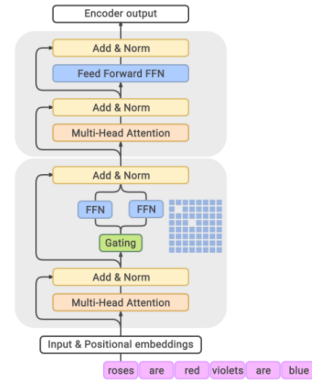 Encoder output
Add & Norm
Feed Forward FFN
Add & Norm
Multi-Head Attention
Add & Norm
FFN FFN
Gating
Add & Norm
Multi-Head Attention
Input & Positional embeddings
roses are red violets are blue